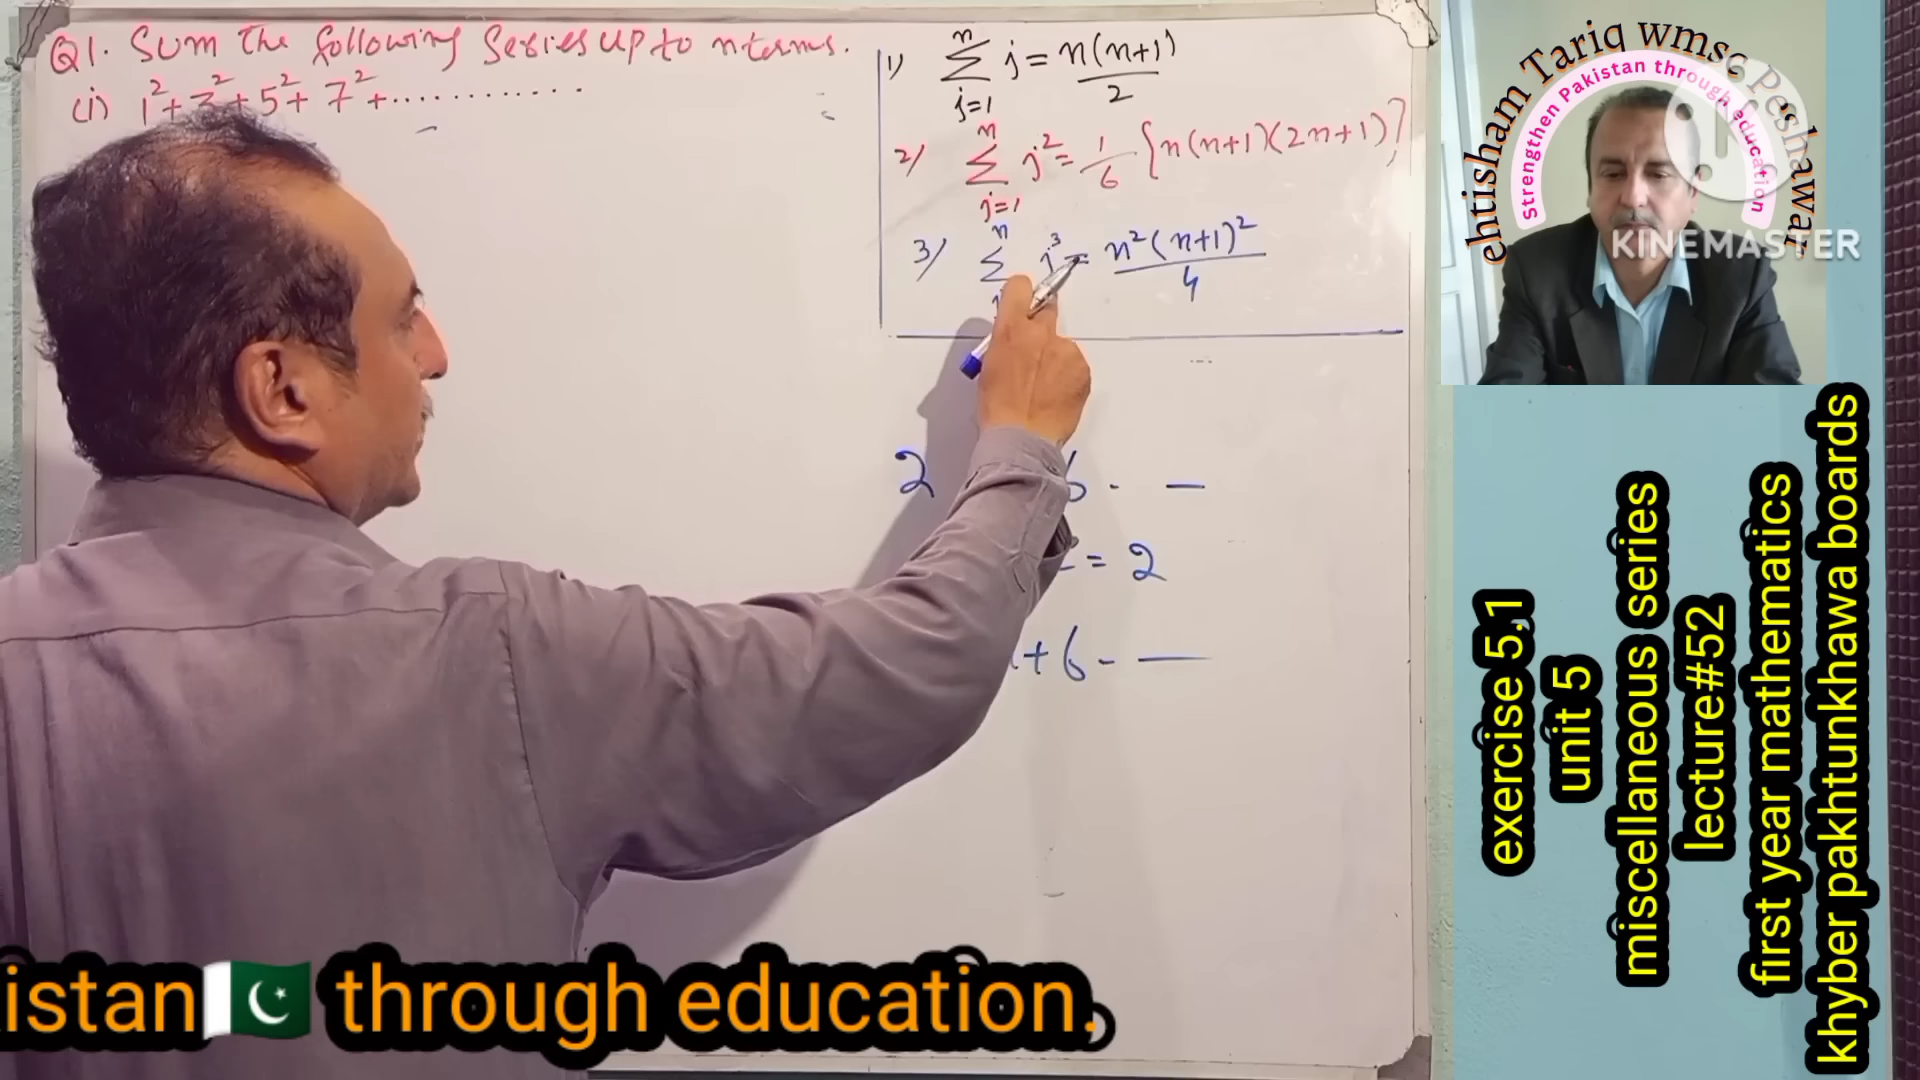 Q1. Sum the following Series up to n terms.
(i) 1² + 3² + 5² + 7² + ............
1) n ∑ j=1 j = n(n+1) / 2
2) n ∑ j=1 j² = 1/6 {n(n+1)(2n+1)}
3) n ∑ j³ = n²(n+1)² / 4
2 6 - —
= 2
+ 6 - —
ehtisham Tariq wmsc Peshawar
Strengthen Pakistan through education
KINEMASTER
exercise 5.1
unit 5
miscellaneous series
lecture#52
first year mathematics
khyber pakhtunkhawa boards
istan🇵🇰 through education.